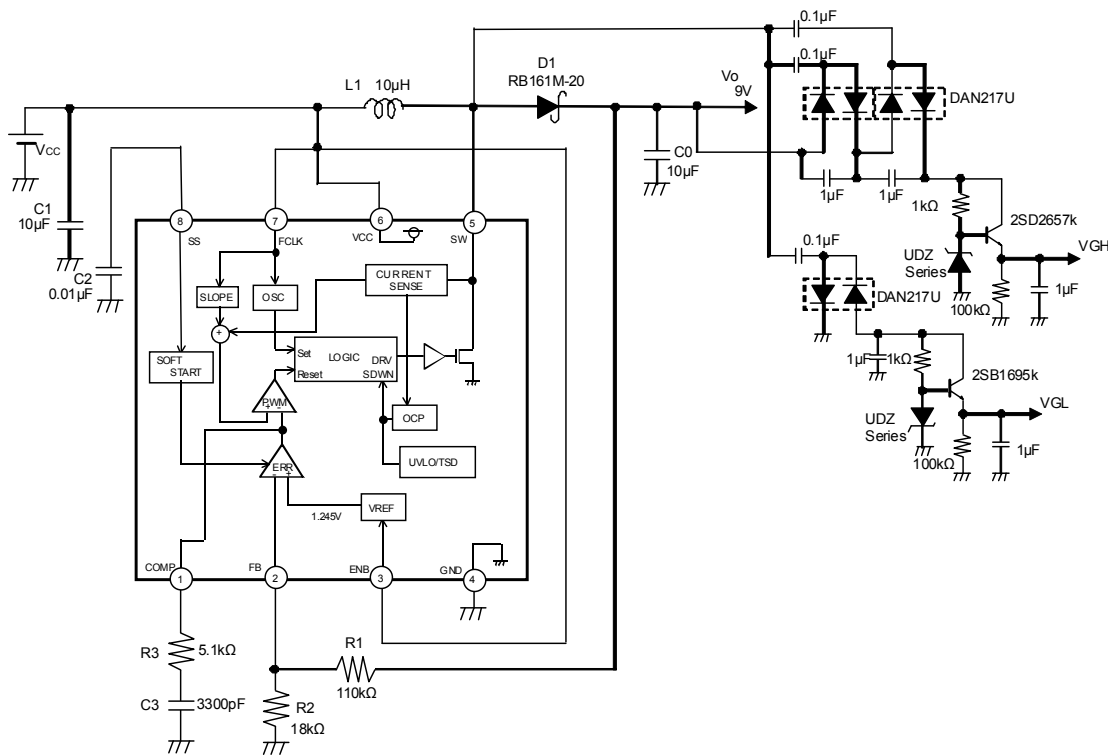 0.1µF
0.1µF
D1
RB161M-20
L1 10µH
Vo
9V
DAN217U
VCC
C1
10µF
C0
10µF
1µF
1µF
1kΩ
2SD2657k
VGH
UDZ
Series
100kΩ
1µF
8
SS
7
FCLK
6
VCC
5
SW
C2
0.01µF
SLOPE
OSC
CURRENT
SENSE
+
SOFT
START
Set
LOGIC
DRV
Reset
SDWN
PWM
+ -
OCP
UVLO/TSD
ERR
- +
1.245V
VREF
0.1µF
DAN217U
1µF
1kΩ
2SB1695k
VGL
UDZ
Series
100kΩ
1µF
COMP
1
FB
2
ENB
3
GND
4
R3
5.1kΩ
C3
3300pF
R1
110kΩ
R2
18kΩ